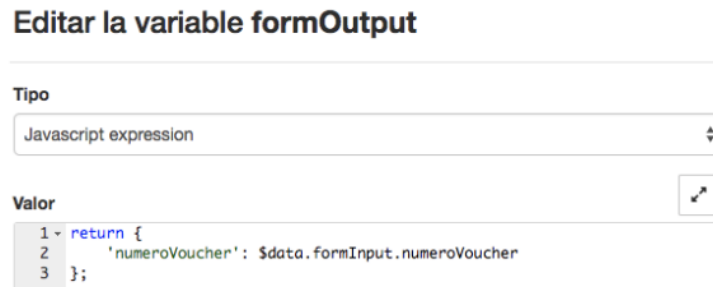 Editar la variable formOutput
Tipo
Javascript expression
Valor
1 return {
2 'numeroVoucher': $data.formInput.numeroVoucher
3 };